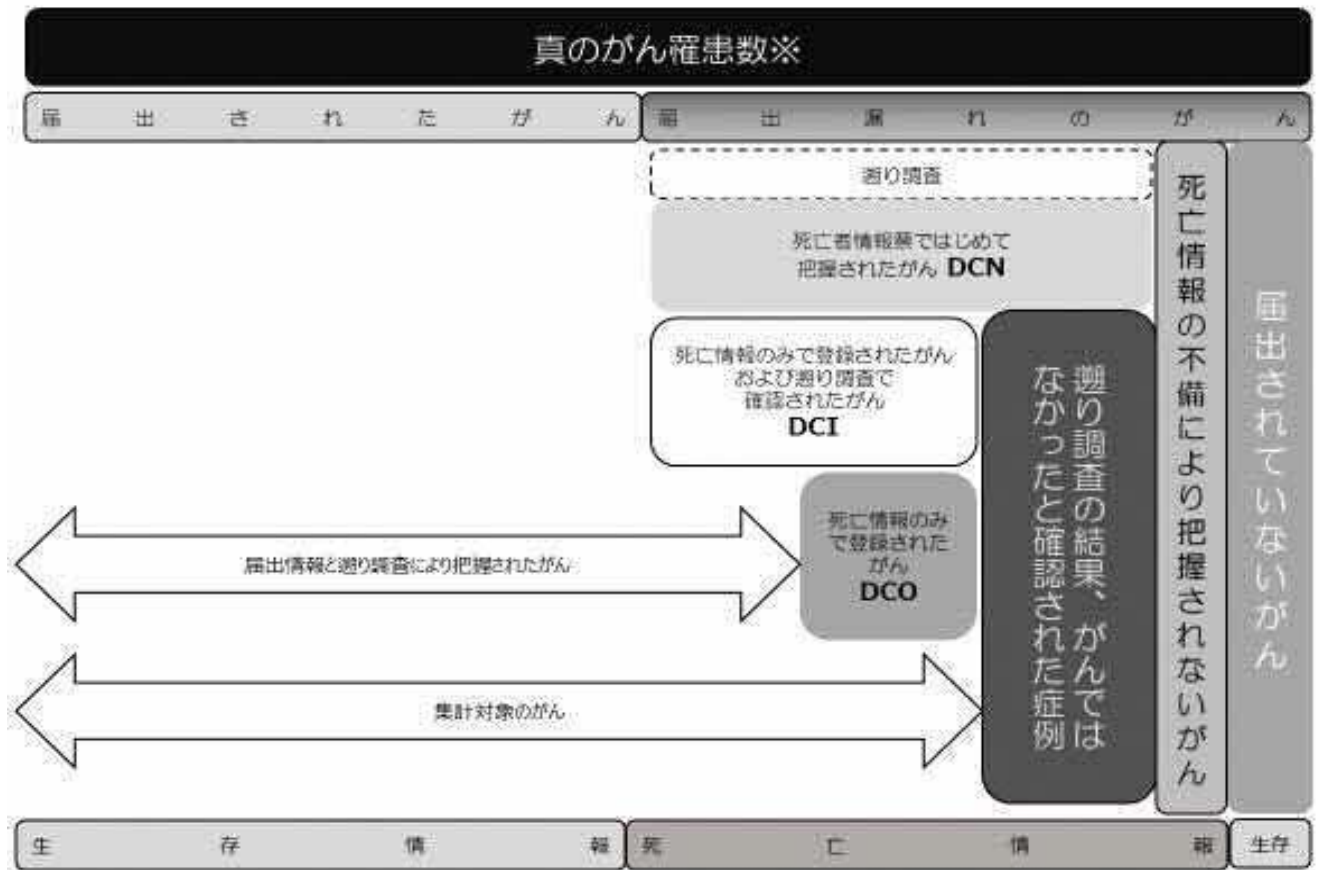 真のがん罹患数※
届出されたがん
届出漏れのがん
遡り調査
死亡者情報票ではじめて
把握されたがん DCN
死亡情報のみで登録されたがん
および遡り調査で
確認されたがん
DCI
死亡情報のみ
で登録された
がん
DCO
遡り調査の結果、がんでは
なかったと確認された症例
死亡情報の不備により把握されないがん
届出されていないがん
届出情報と遡り調査により把握されたがん
集計対象のがん
生存情報
死亡情報
生存